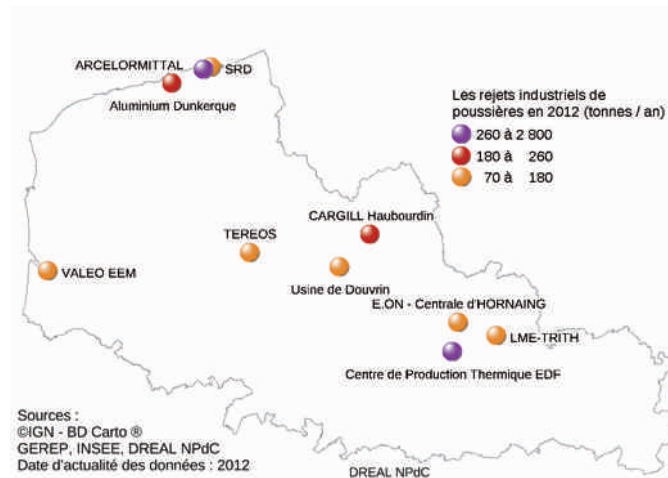 ARCELORMITTAL
SRD
Aluminium Dunkerque
Les rejets industriels de
poussières en 2012 (tonnes / an)
260 à 2 800
180 à 260
70 à 180
CARGILL Haubourdin
TEREOS
VALEO EEM
Usine de Douvrin
E.ON - Centrale d'HORNAING
LME-TRITH
Centre de Production Thermique EDF
Sources :
©IGN - BD Carto ®
GEREP, INSEE, DREAL NPdC
Date d'actualité des données : 2012
DREAL NPdC